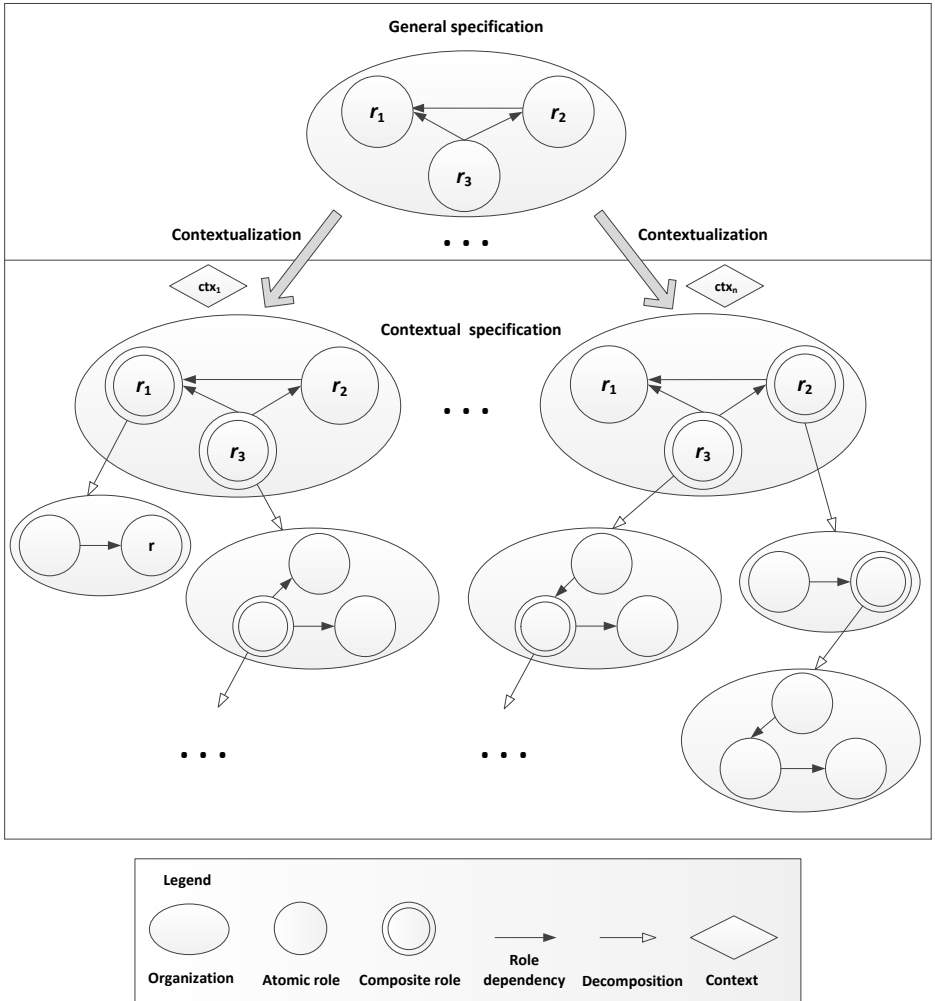 General specification
r1
r2
r3
Contextualization
. . .
Contextualization
ctx1
ctxn
Contextual specification
r1
r2
r3
. . .
r1
r2
r3
r
. . .
. . .
Legend
Organization
Atomic role
Composite role
Role
dependency
Decomposition
Context